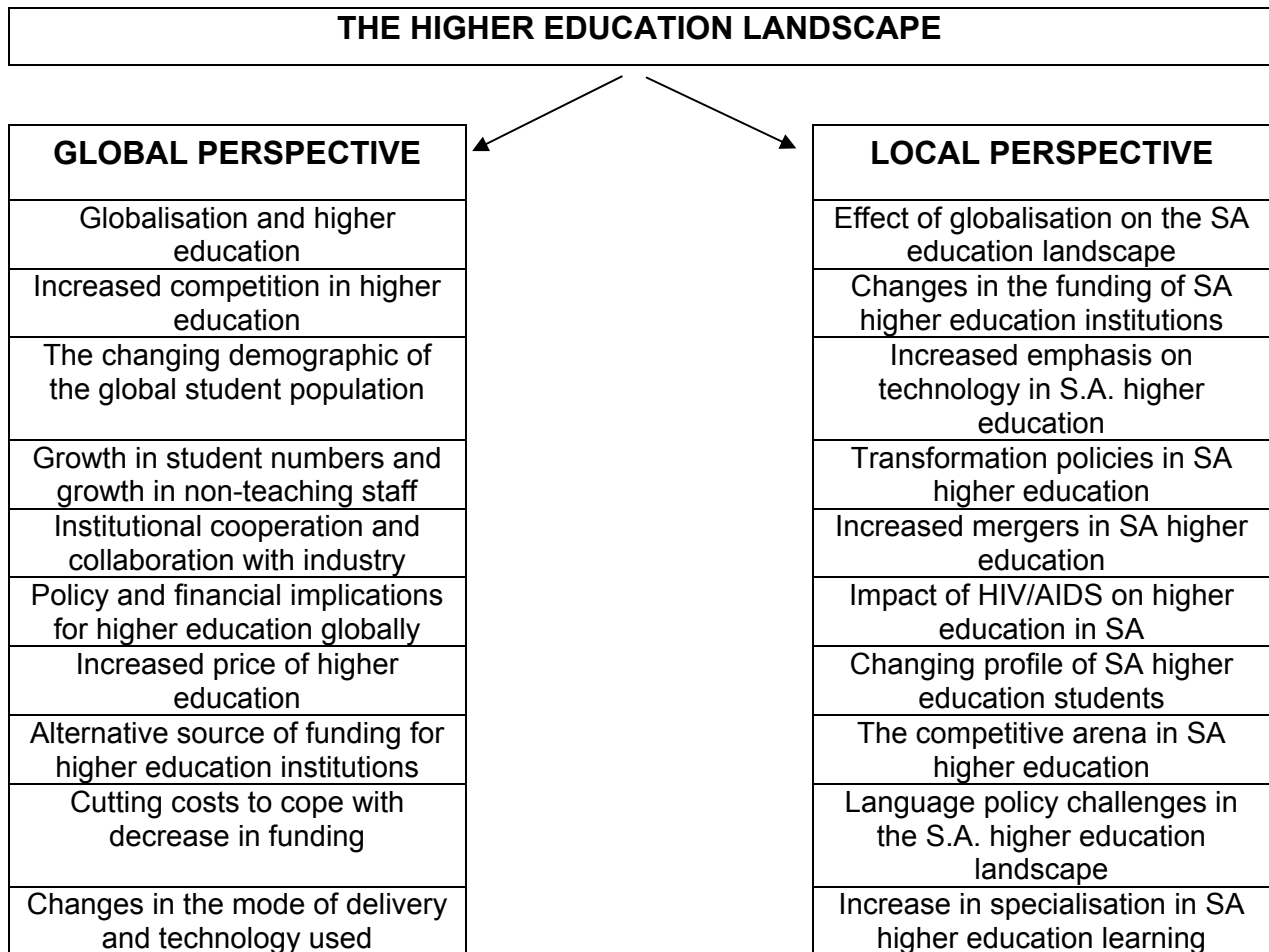 THE HIGHER EDUCATION LANDSCAPE
GLOBAL PERSPECTIVE
Globalisation and higher
education
Increased competition in higher
education
The changing demographic of
the global student population
Growth in student numbers and
growth in non-teaching staff
Institutional cooperation and
collaboration with industry
Policy and financial implications
for higher education globally
Increased price of higher
education
Alternative source of funding for
higher education institutions
Cutting costs to cope with
decrease in funding
Changes in the mode of delivery
and technology used
LOCAL PERSPECTIVE
Effect of globalisation on the SA
education landscape
Changes in the funding of SA
higher education institutions
Increased emphasis on
technology in S.A. higher
education
Transformation policies in SA
higher education
Increased mergers in SA higher
education
Impact of HIV/AIDS on higher
education in SA
Changing profile of SA higher
education students
The competitive arena in SA
higher education
Language policy challenges in
the S.A. higher education
landscape
Increase in specialisation in SA
higher education learning